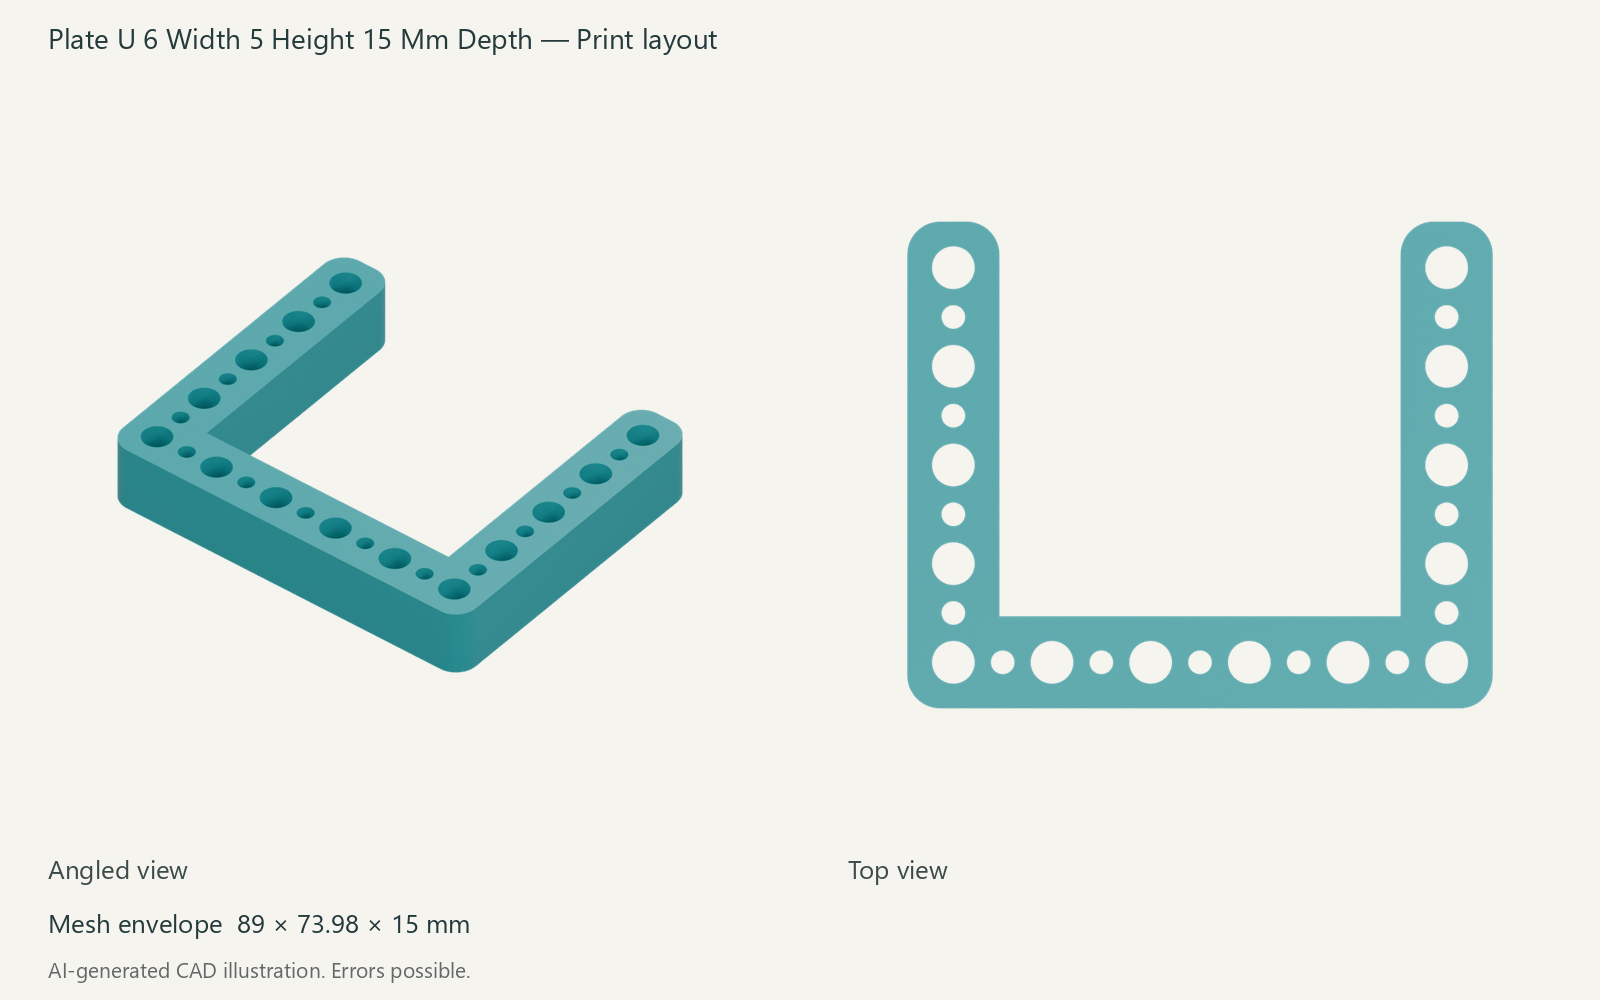 Plate U 6 Width 5 Height 15 Mm Depth — Print layout
Angled view
Top view
Mesh envelope  89 × 73.98 × 15 mm
AI-generated CAD illustration. Errors possible.